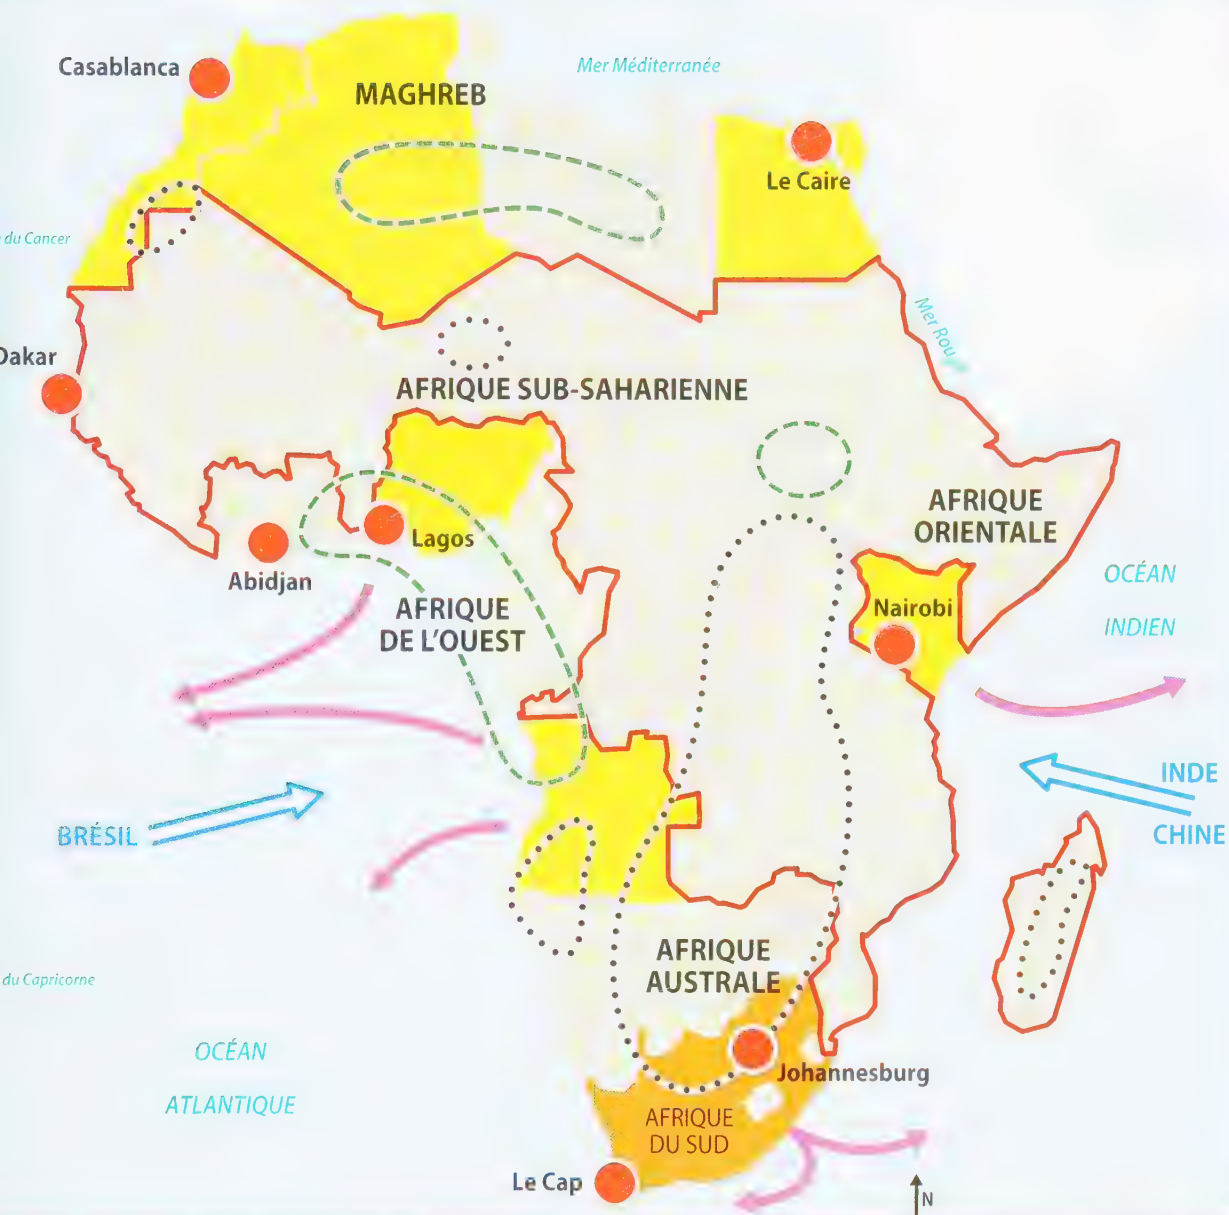 Casablanca
Mer Méditerranée
MAGHREB
Le Caire
du Cancer
Mer Rou
Dakar
AFRIQUE SUB-SAHARIENNE
AFRIQUE
ORIENTALE
Lagos
Abidjan
OCÉAN
INDIEN
Nairobi
AFRIQUE
DE L'OUEST
BRÉSIL
INDE
CHINE
AFRIQUE
AUSTRALE
du Capricorne
OCÉAN
ATLANTIQUE
Johannesburg
AFRIQUE
DU SUD
Le Cap
N